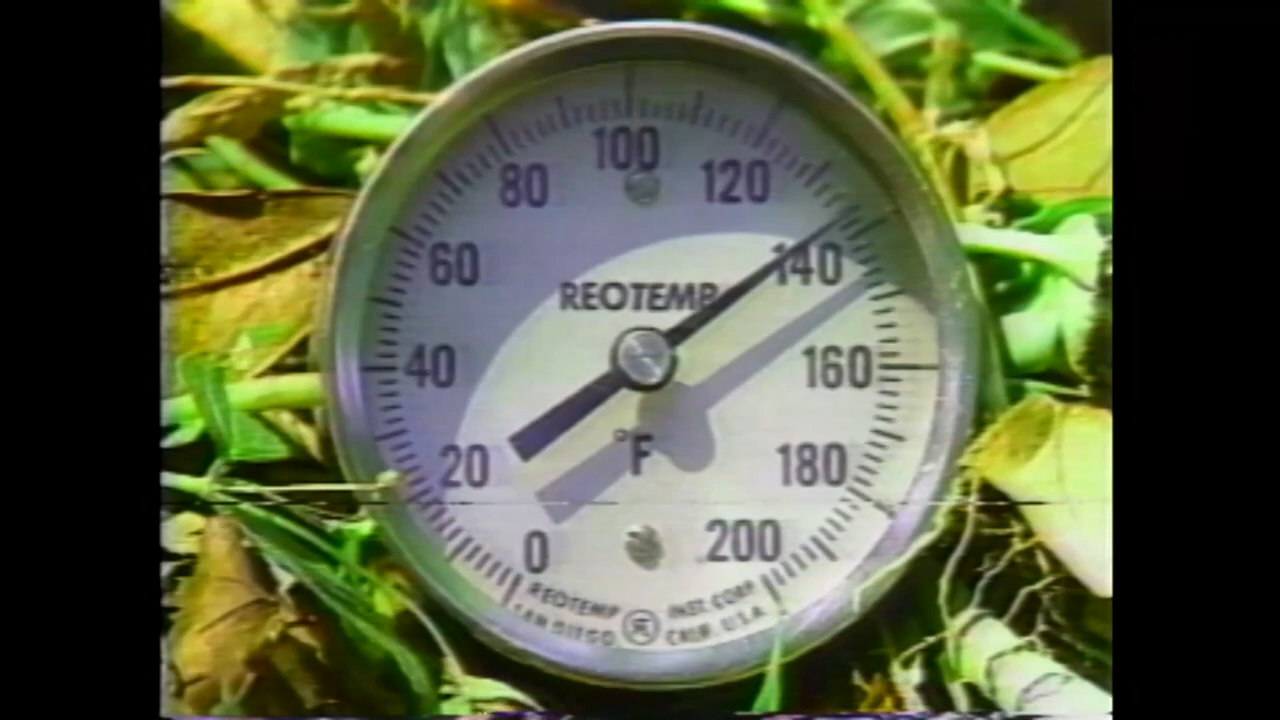 100
80 120
60 140
REOTEMP
40 160
°F
20 180
0 200
REOTEMP INST. CORP.
SAN DIEGO CALIF. U.S.A.